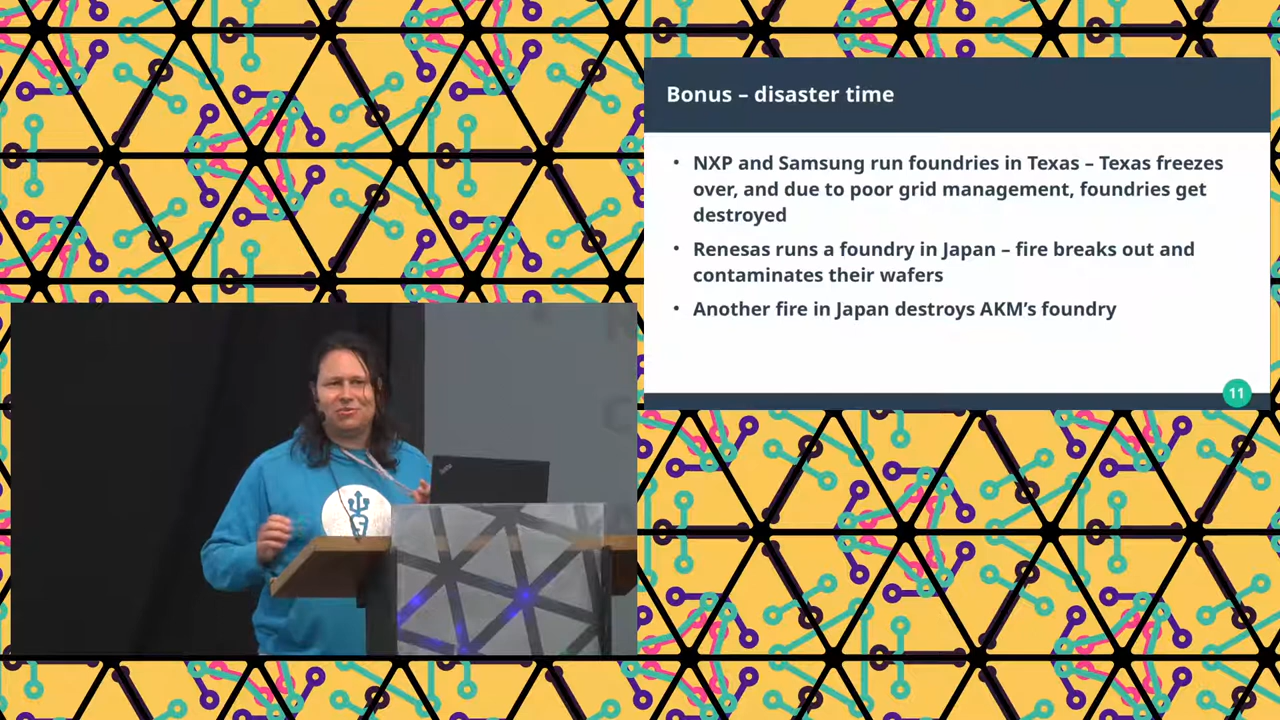 Bonus – disaster time
• NXP and Samsung run foundries in Texas – Texas freezes
over, and due to poor grid management, foundries get
destroyed
• Renesas runs a foundry in Japan – fire breaks out and
contaminates their wafers
• Another fire in Japan destroys AKM’s foundry
11